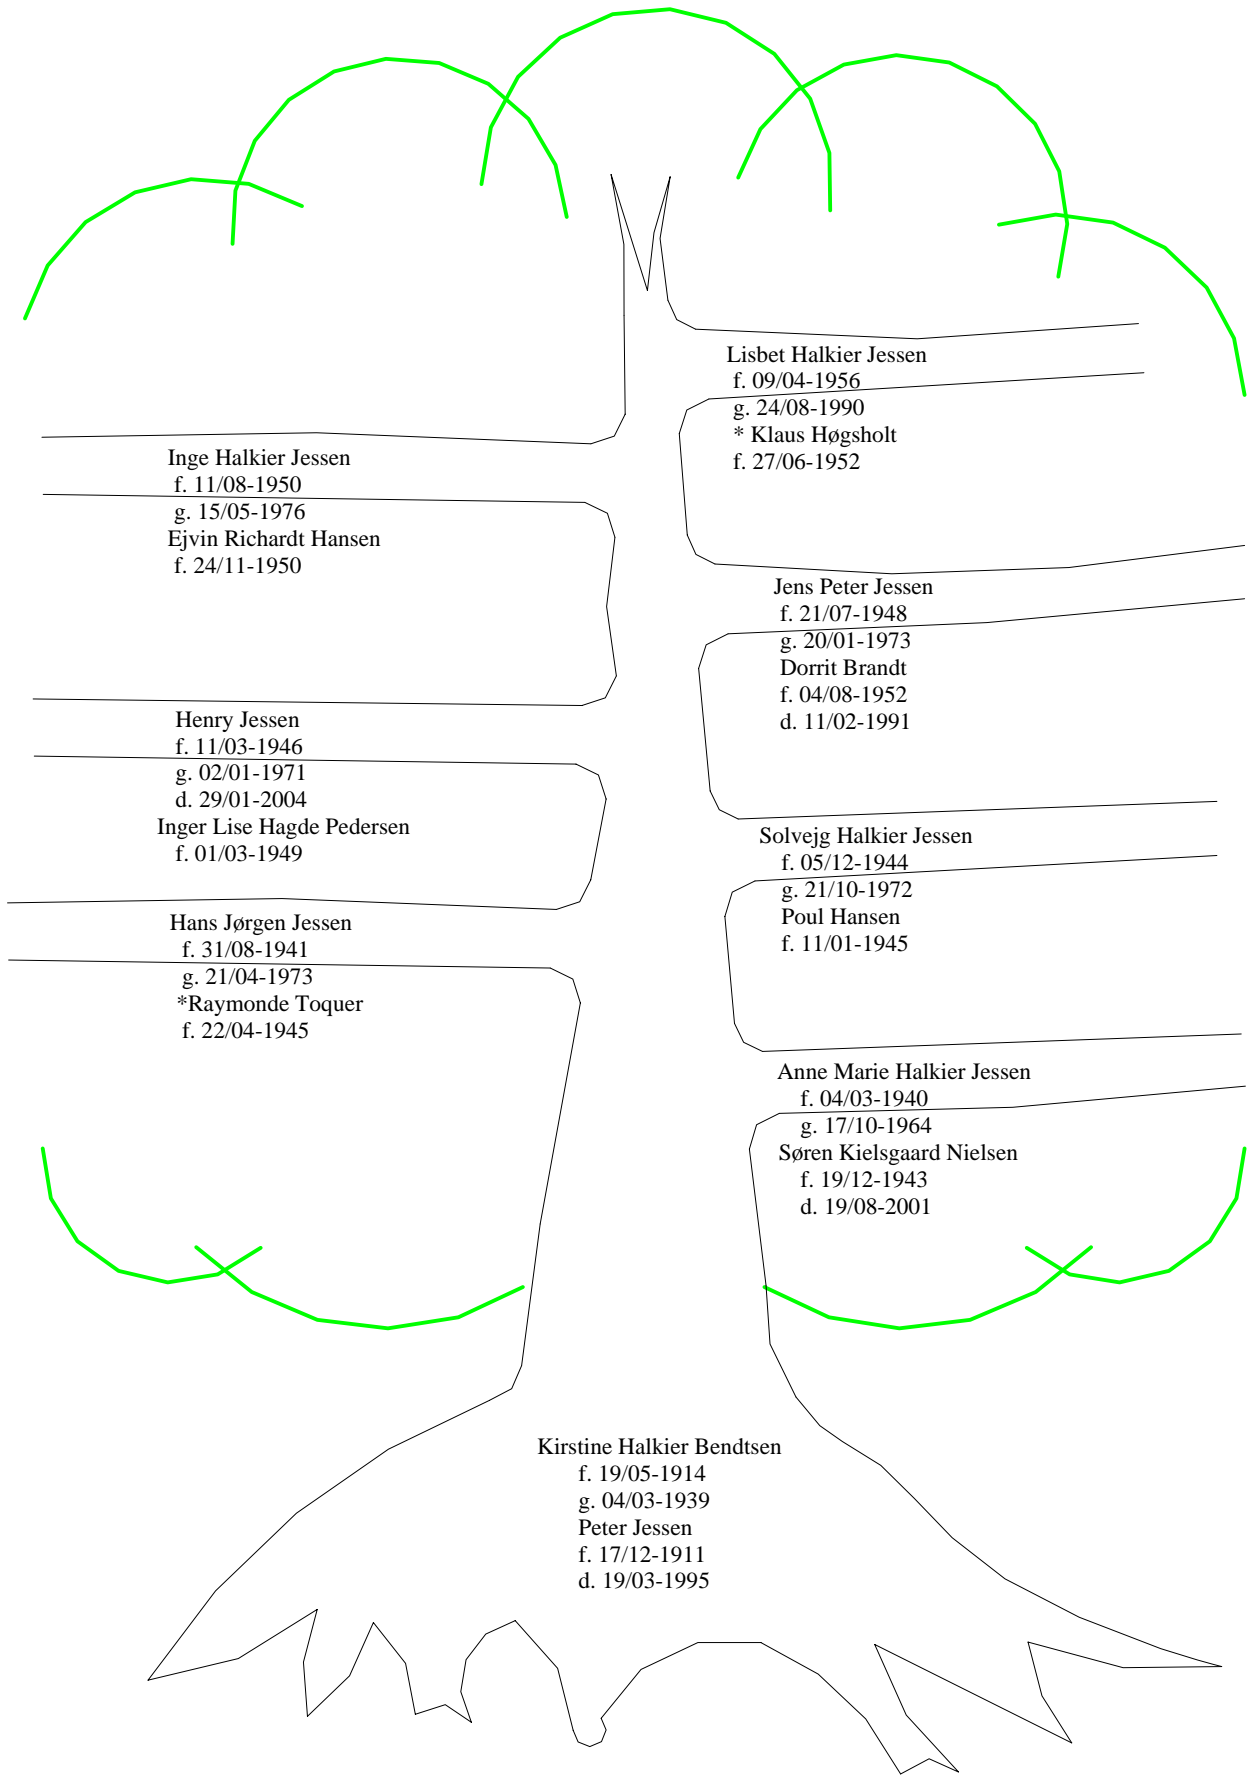 Lisbet Halkier Jessen
f. 09/04-1956
g. 24/08-1990
* Klaus Høgsholt
f. 27/06-1952
Inge Halkier Jessen
f. 11/08-1950
g. 15/05-1976
Ejvin Richardt Hansen
f. 24/11-1950
Jens Peter Jessen
f. 21/07-1948
g. 20/01-1973
Dorrit Brandt
f. 04/08-1952
d. 11/02-1991
Henry Jessen
f. 11/03-1946
g. 02/01-1971
d. 29/01-2004
Inger Lise Hagde Pedersen
f. 01/03-1949
Solvejg Halkier Jessen
f. 05/12-1944
g. 21/10-1972
Poul Hansen
f. 11/01-1945
Hans Jørgen Jessen
f. 31/08-1941
g. 21/04-1973
*Raymonde Toquer
f. 22/04-1945
Anne Marie Halkier Jessen
f. 04/03-1940
g. 17/10-1964
Søren Kielsgaard Nielsen
f. 19/12-1943
d. 19/08-2001
Kirstine Halkier Bendtsen
f. 19/05-1914
g. 04/03-1939
Peter Jessen
f. 17/12-1911
d. 19/03-1995